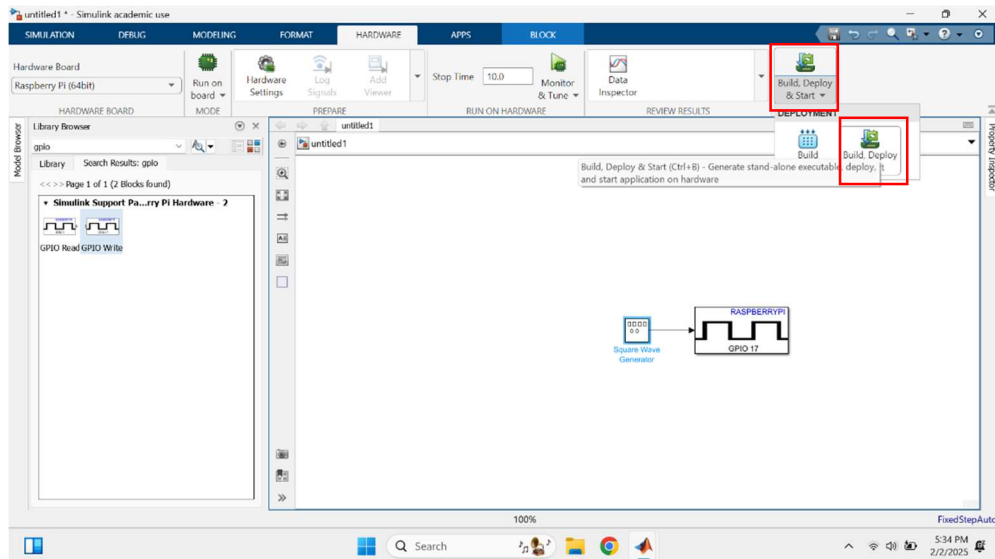 untitled1 * - Simulink academic use
SIMULATION DEBUG MODELING FORMAT HARDWARE APPS BLOCK
Hardware Board
Raspberry Pi (64bit)
Run on
board
Hardware
Settings
Log
Signals
Add
Viewer
Stop Time 10.0
Monitor
& Tune
Data
Inspector
Build, Deploy
& Start
HARDWARE BOARD MODE PREPARE RUN ON HARDWARE REVIEW RESULTS DEPLOYMENT
Model Browser
Library Browser
gpio
Library Search Results: gpio
<< >> Page 1 of 1 (2 Blocks found)
Simulink Support Pa...rry Pi Hardware - 2
GPIO Read GPIO Write
untitled1
untitled1
Build
Build, Deploy
Build, Deploy & Start (Ctrl+B) - Generate stand-alone executable, deploy,
and start application on hardware
Property Inspector
Square Wave
Generator
RASPBERRYPI
GPIO 17
100%
FixedStepAuto
Search
5:34 PM
2/2/2025